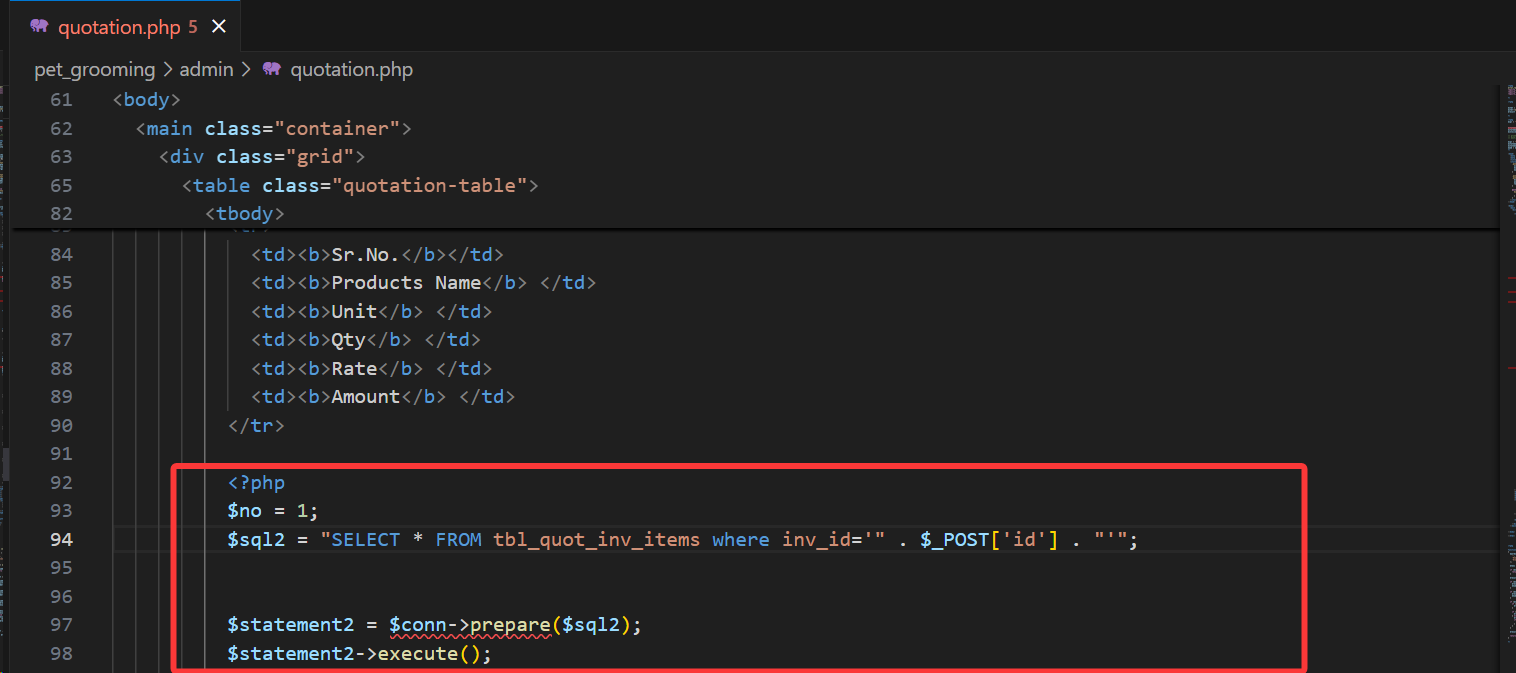 quotation.php 5
pet_grooming > admin > quotation.php
61 <body>
62 <main class="container">
63 <div class="grid">
65 <table class="quotation-table">
82 <tbody>
84 <td><b>Sr.No.</b></td>
85 <td><b>Products Name</b> </td>
86 <td><b>Unit</b> </td>
87 <td><b>Qty</b> </td>
88 <td><b>Rate</b> </td>
89 <td><b>Amount</b> </td>
90 </tr>
91
92 <?php
93 $no = 1;
94 $sql2 = "SELECT * FROM tbl_quot_inv_items where inv_id='" . $_POST['id'] . "'";
95
96
97 $statement2 = $conn->prepare($sql2);
98 $statement2->execute();